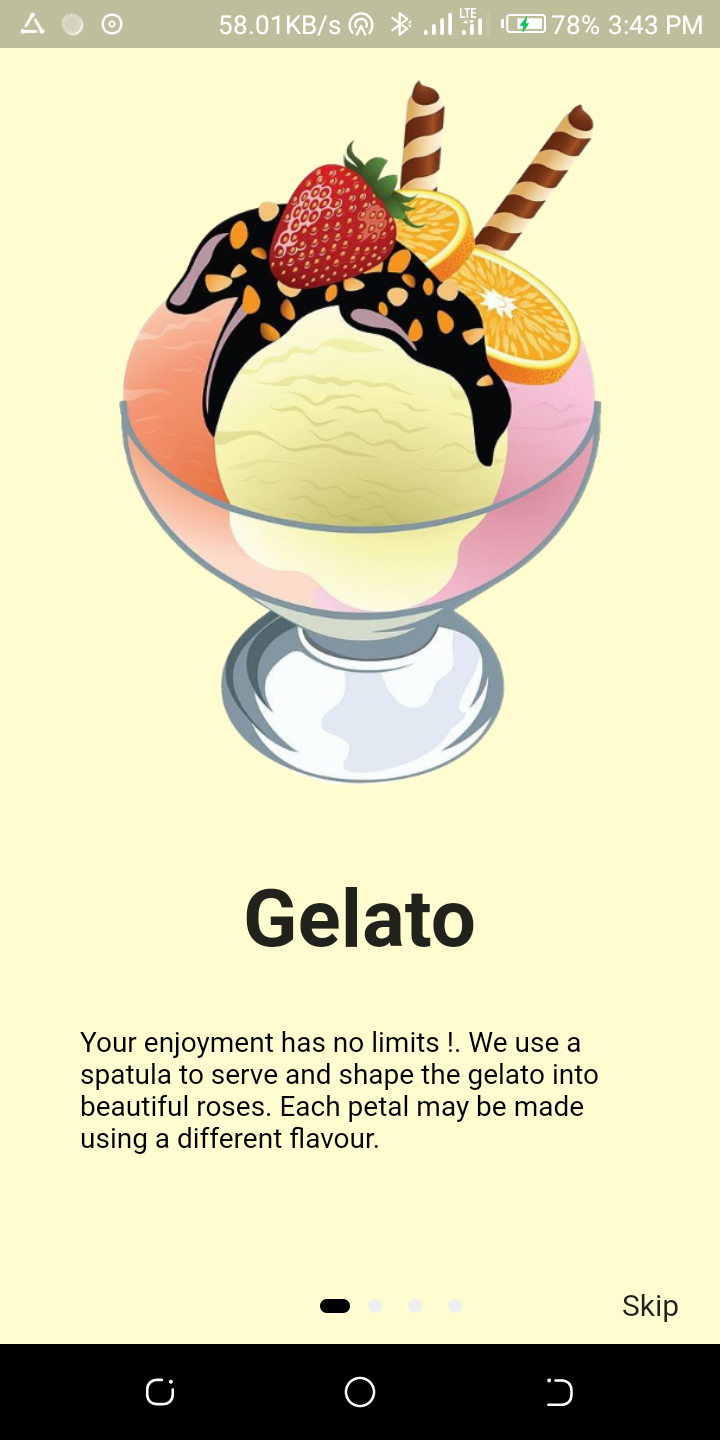 58.01KB/s LTE 78% 3:43 PM
Gelato
Your enjoyment has no limits !. We use a
spatula to serve and shape the gelato into
beautiful roses. Each petal may be made
using a different flavour.
Skip